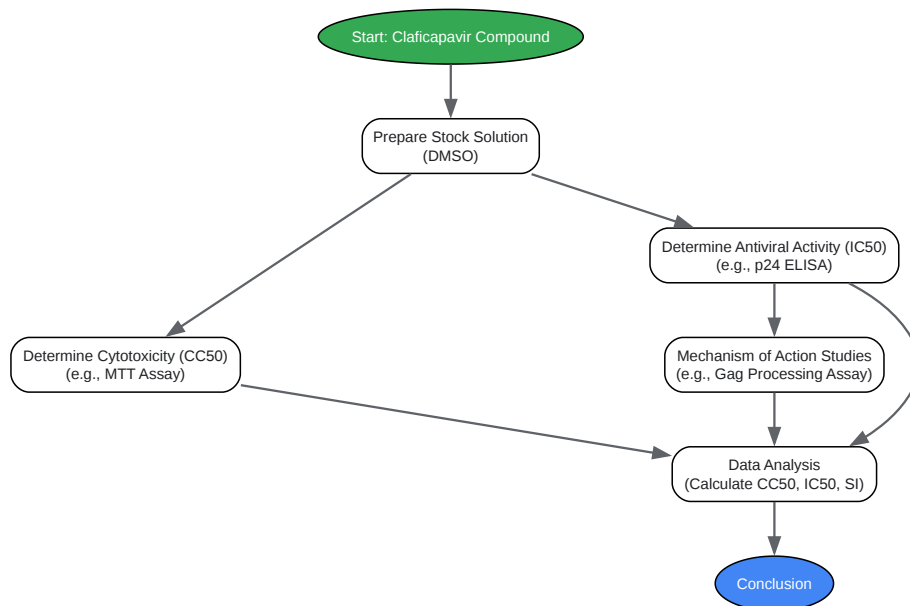 Start: Claficapavir Compound
Prepare Stock Solution
(DMSO)
Determine Antiviral Activity (IC50)
(e.g., p24 ELISA)
Determine Cytotoxicity (CC50)
(e.g., MTT Assay)
Mechanism of Action Studies
(e.g., Gag Processing Assay)
Data Analysis
(Calculate CC50, IC50, SI)
Conclusion